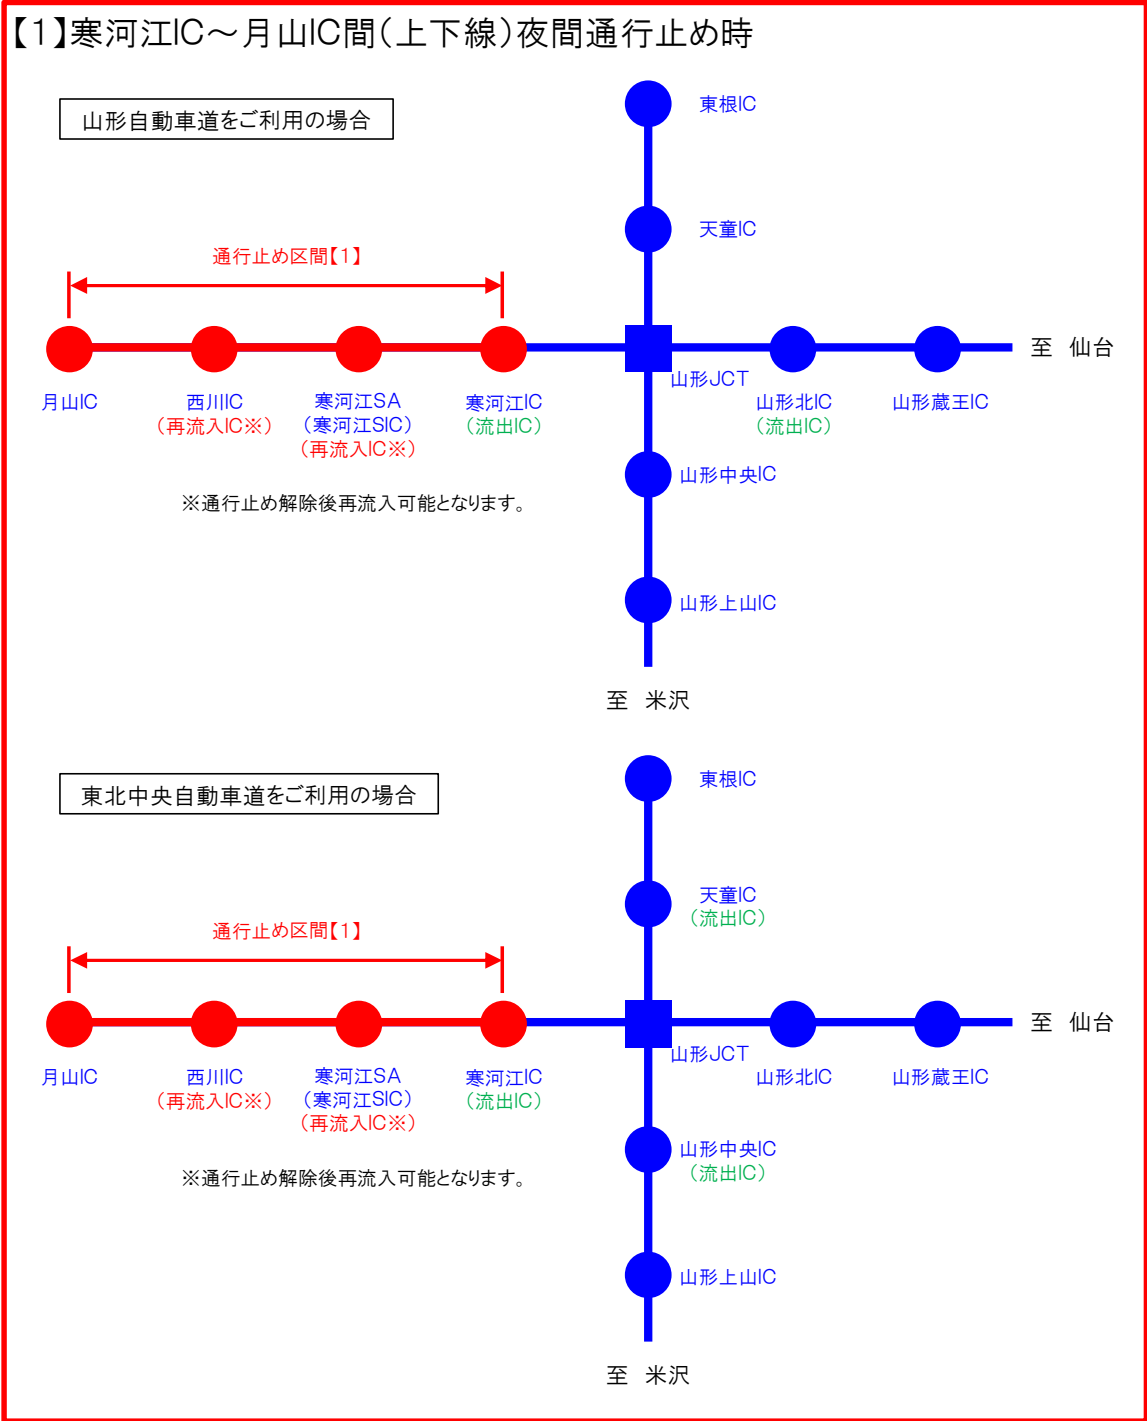 【1】寒河江IC～月山IC間(上下線)夜間通行止め時
山形自動車道をご利用の場合
東根IC
天童IC
通行止め区間【1】
至 仙台
山形JCT
月山IC
西川IC
(再流入IC※)
寒河江SA
(寒河江SIC)
(再流入IC※)
寒河江IC
(流出IC)
山形北IC
(流出IC)
山形蔵王IC
山形中央IC
※通行止め解除後再流入可能となります。
山形上山IC
至 米沢
東北中央自動車道をご利用の場合
東根IC
天童IC
(流出IC)
通行止め区間【1】
至 仙台
山形JCT
月山IC
西川IC
(再流入IC※)
寒河江SA
(寒河江SIC)
(再流入IC※)
寒河江IC
(流出IC)
山形北IC
山形蔵王IC
山形中央IC
(流出IC)
※通行止め解除後再流入可能となります。
山形上山IC
至 米沢